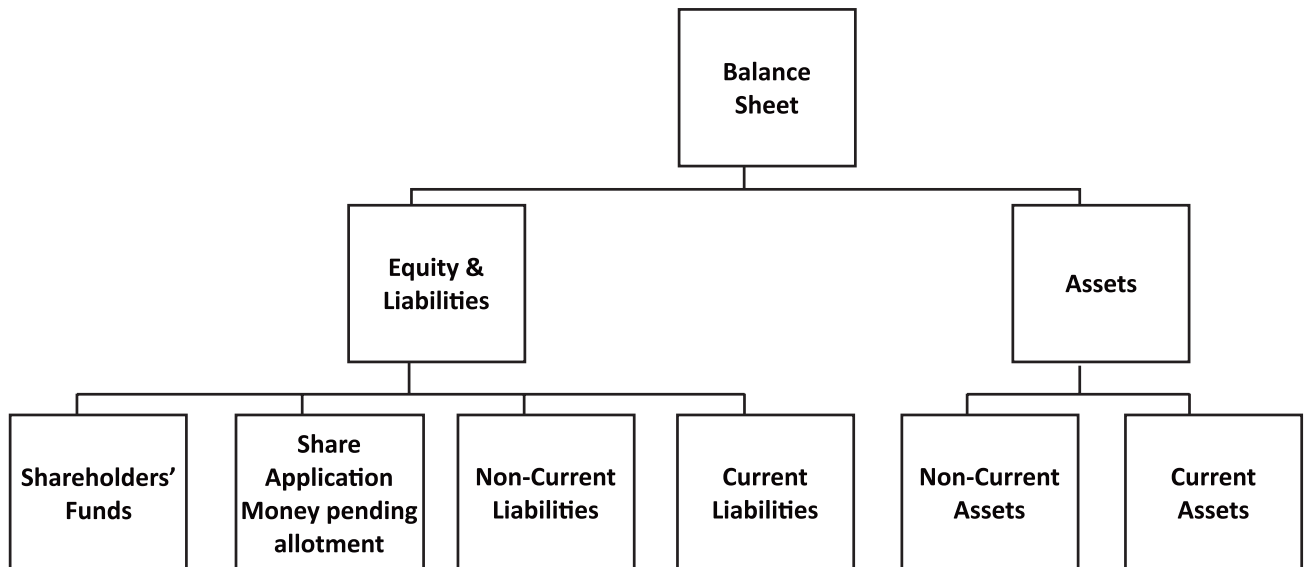 Balance
Sheet
Equity &
Liabilities
Assets
Shareholders’
Funds
Share
Application
Money pending
allotment
Non-Current
Liabilities
Current
Liabilities
Non-Current
Assets
Current
Assets